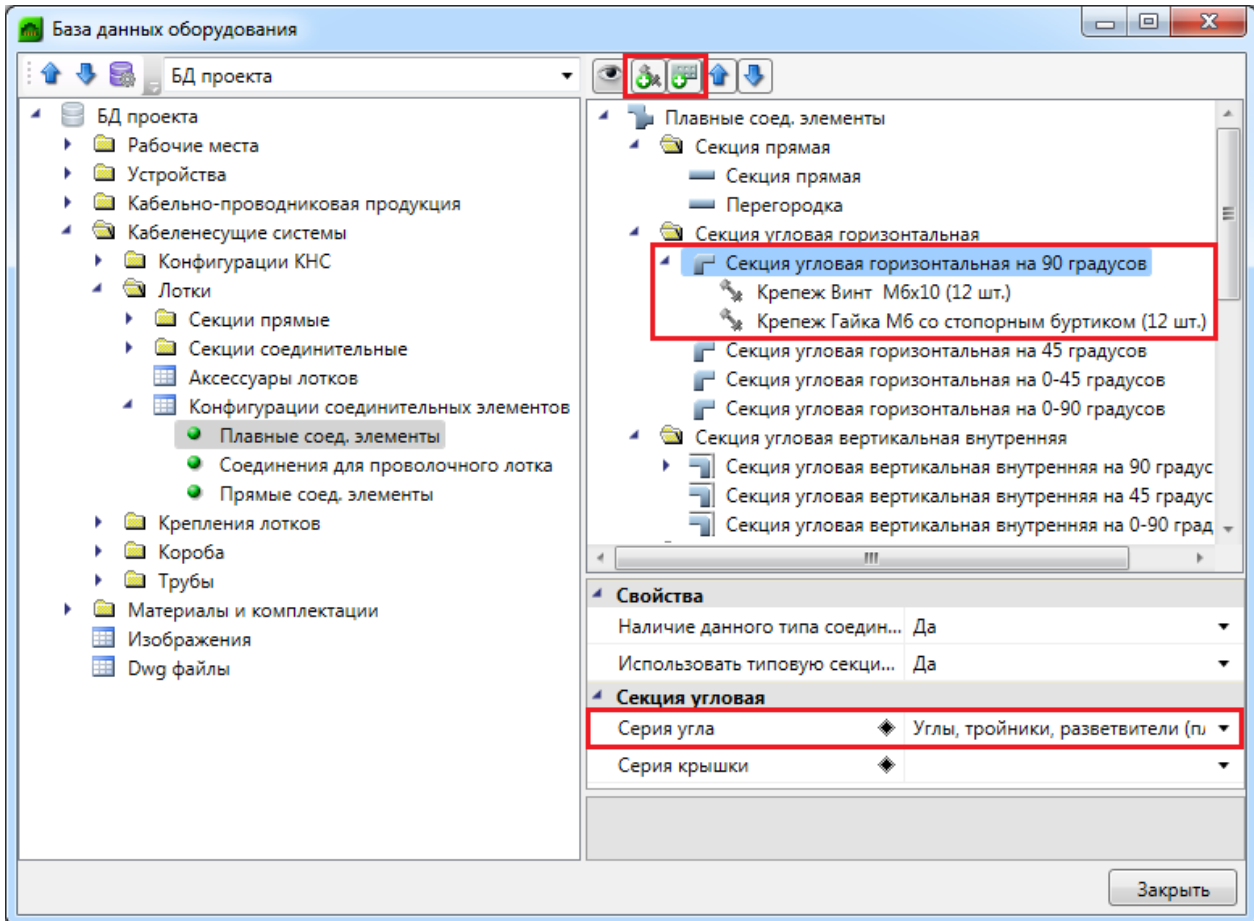 База данных оборудования
БД проекта
БД проекта
Рабочие места
Устройства
Кабельно-проводниковая продукция
Кабеленесущие системы
Конфигурации КНС
Лотки
Секции прямые
Секции соединительные
Аксессуары лотков
Конфигурации соединительных элементов
Плавные соед. элементы
Соединения для проволочного лотка
Прямые соед. элементы
Крепления лотков
Короба
Трубы
Материалы и комплектации
Изображения
Dwg файлы
Плавные соед. элементы
Секция прямая
Секция прямая
Перегородка
Секция угловая горизонтальная
Секция угловая горизонтальная на 90 градусов
Крепеж Винт М6х10 (12 шт.)
Крепеж Гайка М6 со стопорным буртиком (12 шт.)
Секция угловая горизонтальная на 45 градусов
Секция угловая горизонтальная на 0-45 градусов
Секция угловая горизонтальная на 0-90 градусов
Секция угловая вертикальная внутренняя
Секция угловая вертикальная внутренняя на 90 градус
Секция угловая вертикальная внутренняя на 45 градус
Секция угловая вертикальная внутренняя на 0-90 град
Свойства
Наличие данного типа соедин... Да
Использовать типовую секци... Да
Секция угловая
Серия угла Углы, тройники, разветвители (пл
Серия крышки
Закрыть